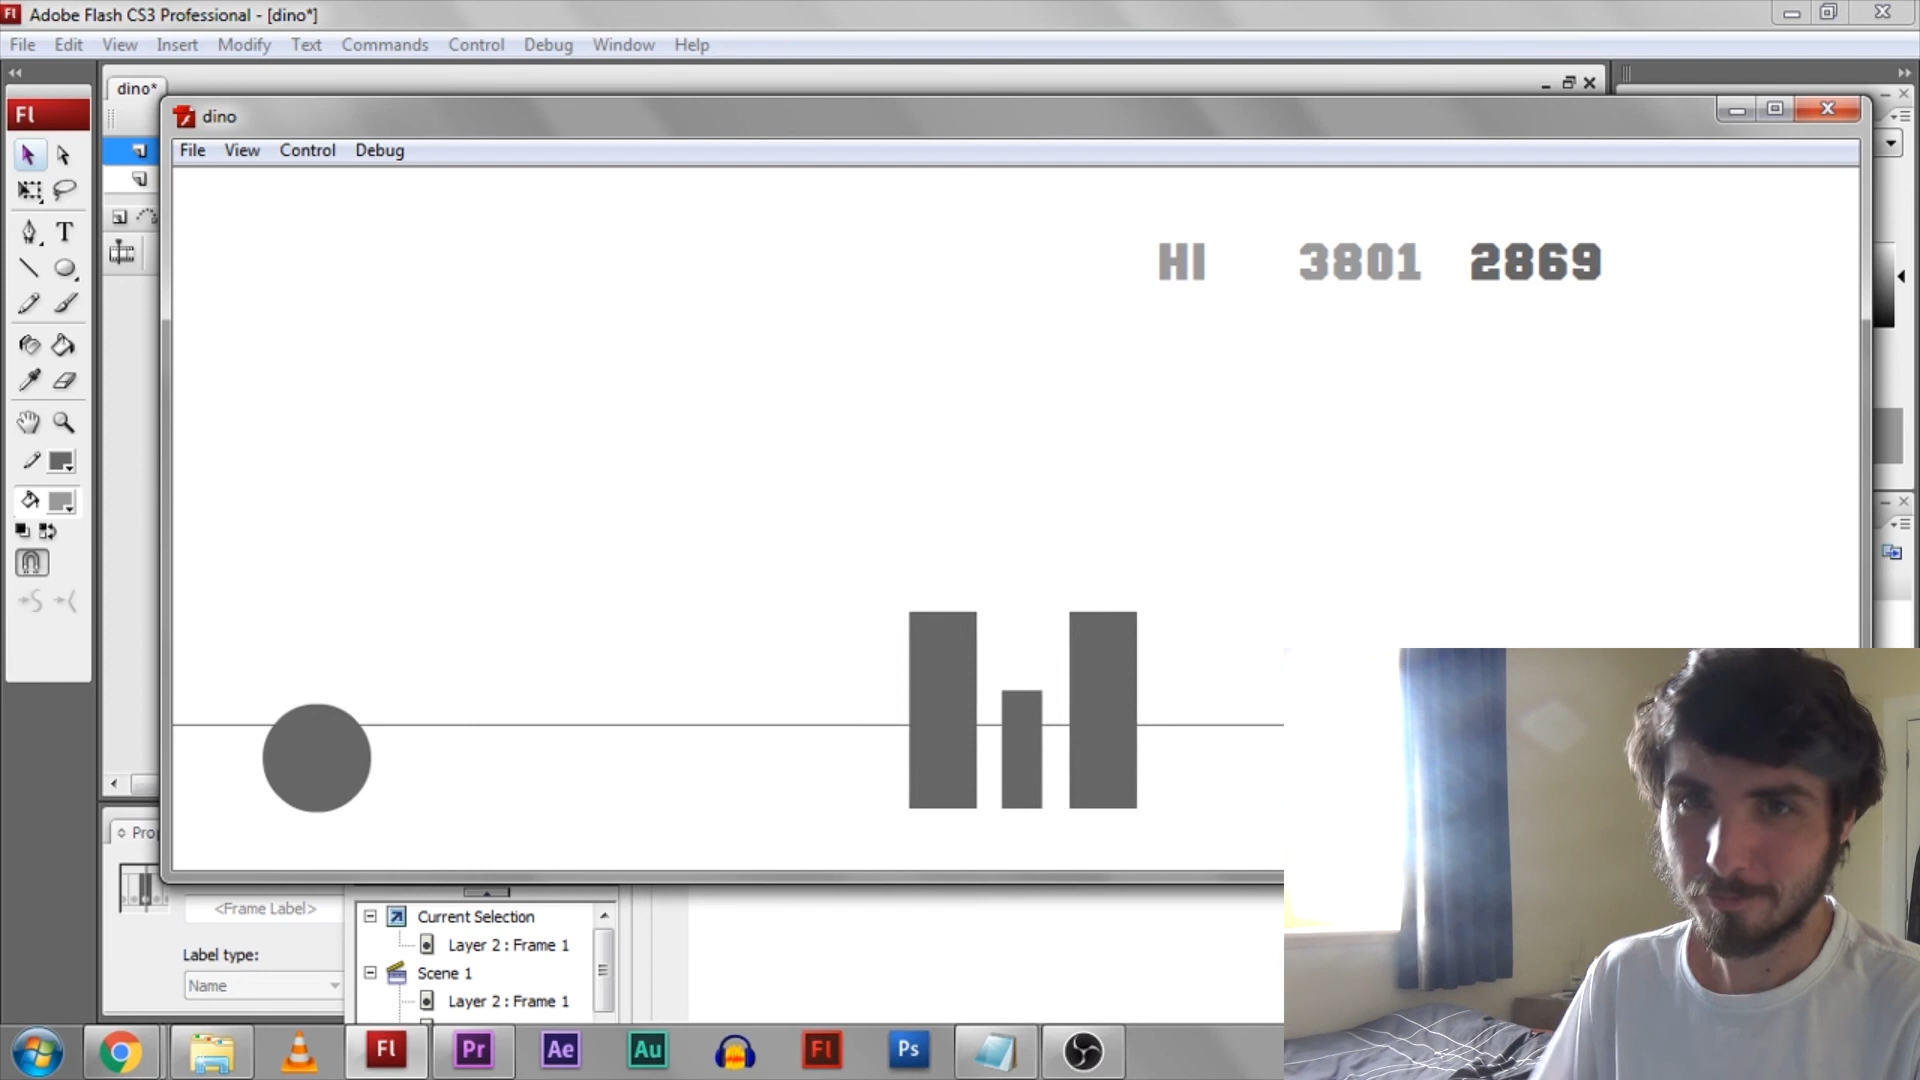 Fl Adobe Flash CS3 Professional - [dino*]
File Edit View Insert Modify Text Commands Control Debug Window Help
dino*
Fl
dino
File View Control Debug
T
HI 3801 2869
<Frame Label>
Label type:
Name
Current Selection
Layer 2 : Frame 1
Scene 1
Layer 2 : Frame 1
Fl Pr Ae Au Fl Ps